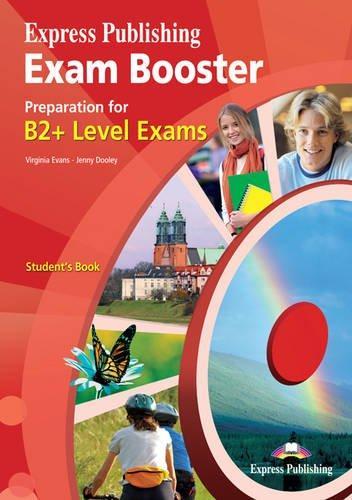 Express Publishing
Exam Booster
Preparation for
B2+ Level Exams
Virginia Evans - Jenny Dooley
Student's Book
Express Publishing